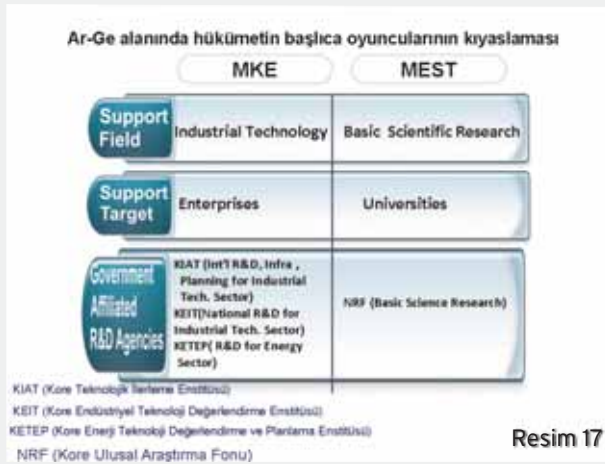 Ar-Ge alanında hükümetin başlıca oyuncularının kıyaslaması
MKE MEST
Support Field Industrial Technology Basic Scientific Research
Support Target Enterprises Universities
Government Affiliated R&D Agencies
KIAT (Int'l R&D, Infra ,
Planning for Industrial
Tech. Sector)
KEIT(National R&D for
Industrial Tech. Sector)
KETEP( R&D for Energy
Sector)
NRF (Basic Science Research)
KIAT (Kore Teknolojik İlerleme Enstitüsü)
KEIT (Kore Endüstriyel Teknoloji Değerlendirme Enstitüsü)
KETEP (Kore Enerji Teknoloji Değerlendirme ve Planlama Enstitüsü)
NRF (Kore Ulusal Araştırma Fonu)
Resim 17